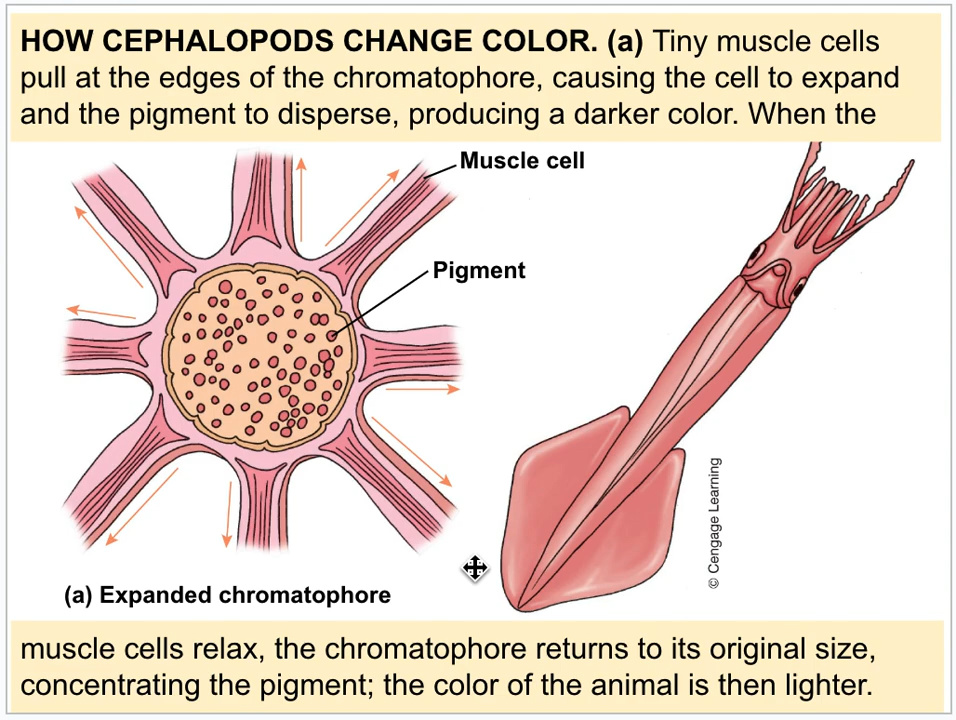 HOW CEPHALOPODS CHANGE COLOR. (a) Tiny muscle cells
pull at the edges of the chromatophore, causing the cell to expand
and the pigment to disperse, producing a darker color. When the
Muscle cell
Pigment
© Cengage Learning
(a) Expanded chromatophore
muscle cells relax, the chromatophore returns to its original size,
concentrating the pigment; the color of the animal is then lighter.